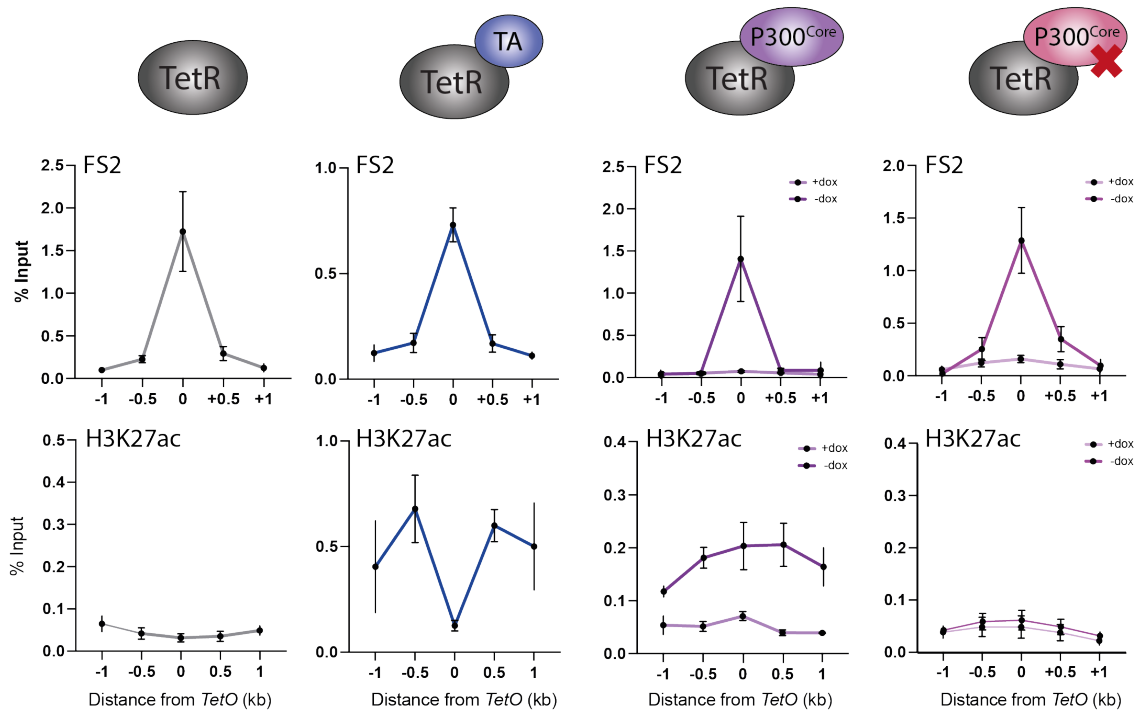 TetR
TA
TetR
P300Core
TetR
P300Core
TetR
FS2
% Input
2.5
2.0
1.5
1.0
0.5
0.0
-1 -0.5 0 +0.5 +1
FS2
1.0
0.5
0.0
-1 -0.5 0 +0.5 +1
FS2
+dox
-dox
2.5
2.0
1.5
1.0
0.5
0.0
-1 -0.5 0 +0.5 +1
FS2
+dox
-dox
2.0
1.5
1.0
0.5
0.0
-1 -0.5 0 +0.5 +1
H3K27ac
% Input
0.5
0.4
0.3
0.2
0.1
0.0
-1 -0.5 0 0.5 1
Distance from TetO (kb)
H3K27ac
1.0
0.5
0.0
-1 -0.5 0 0.5 1
Distance from TetO (kb)
H3K27ac
+dox
-dox
0.4
0.3
0.2
0.1
0.0
-1 -0.5 0 0.5 1
Distance from TetO (kb)
H3K27ac
+dox
-dox
0.4
0.3
0.2
0.1
0.0
-1 -0.5 0 +0.5 +1
Distance from TetO (kb)